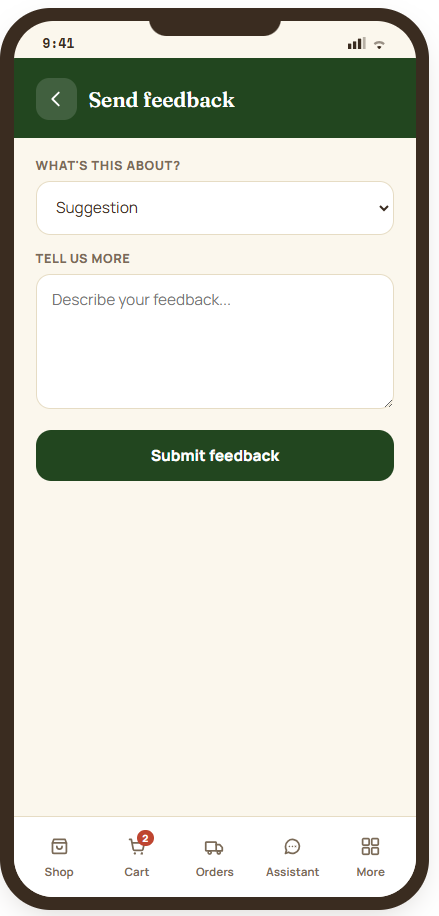 9:41
Send feedback
WHAT'S THIS ABOUT?
Suggestion
TELL US MORE
Describe your feedback...
Submit feedback
2
Shop Cart Orders Assistant More